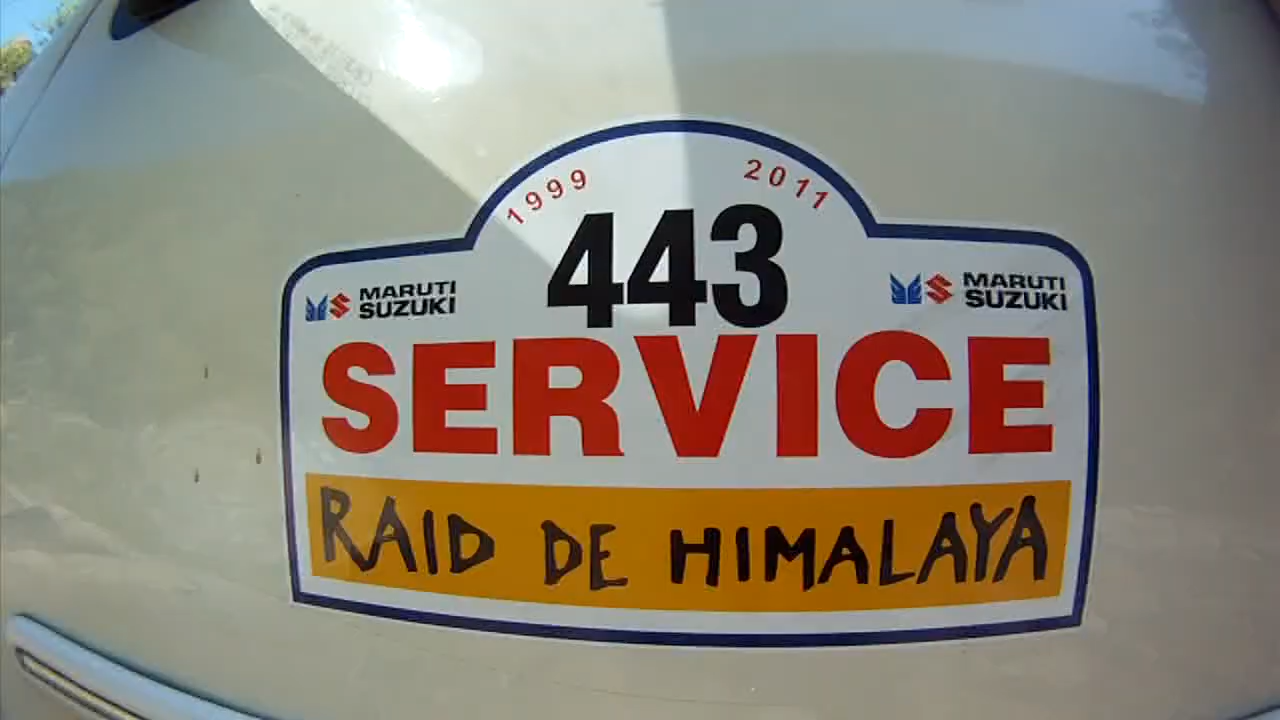 1999 2011
443
MARUTI SUZUKI
MARUTI SUZUKI
SERVICE
RAID DE HIMALAYA